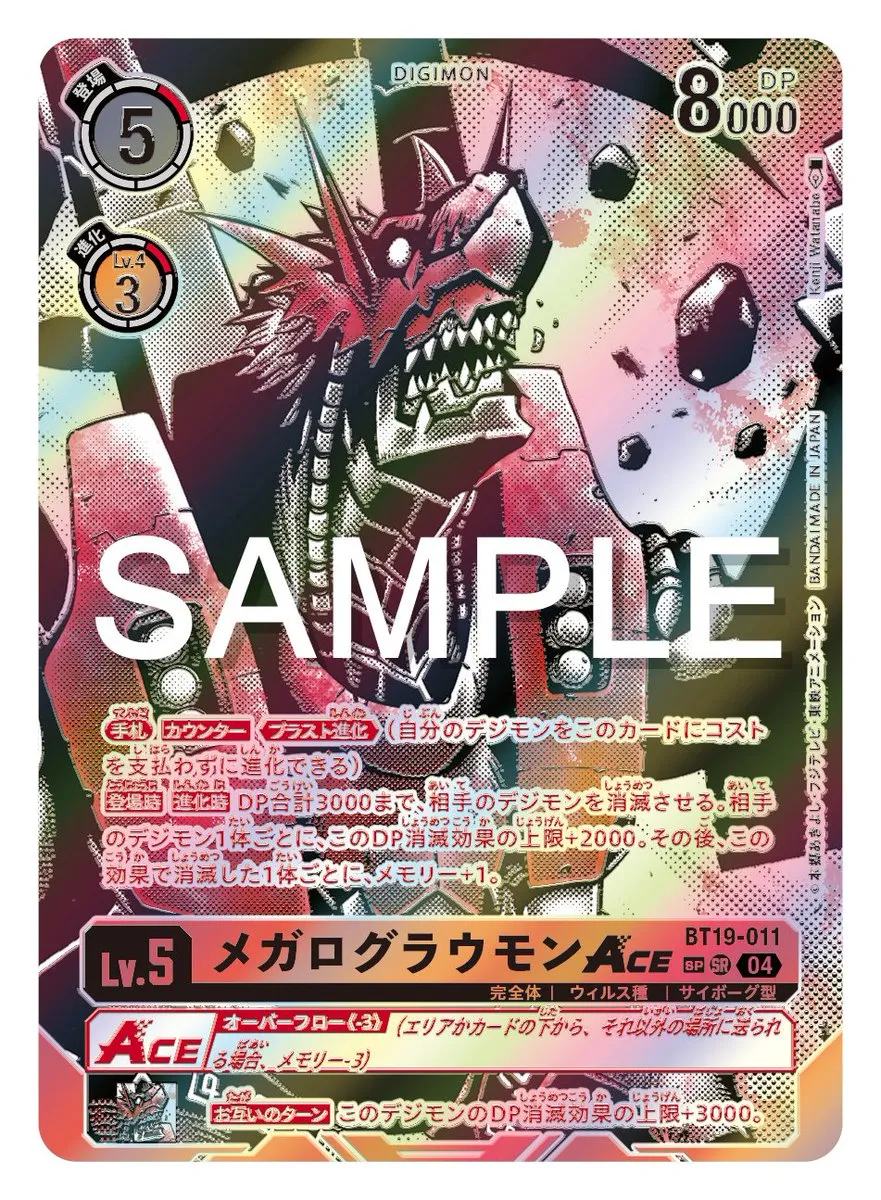 登場
5
DIGIMON
8000
DP
進化
Lv.4
3
Kenji Watanabe
BANDAI MADE IN JAPAN
©本郷あきよし・フジテレビ・東映アニメーション
SAMPLE
手札 カウンター ブラスト進化 (自分のデジモンをこのカードにコスト
を支払わずに進化できる)
登場時 進化時 DP合計3000まで、相手のデジモンを消滅させる。相手
のデジモン1体ごとに、このDP消滅効果の上限+2000。その後、この
効果で消滅した1体ごとに、メモリー+1。
Lv.5
メガログラウモンACE
BT19-011
SP SR 04
完全体 | ウィルス種 | サイボーグ型
ACE
オーバーフロー《-3》 (エリアかカードの下から、それ以外の場所に送られ
る場合、メモリー-3)
お互いのターン このデジモンのDP消滅効果の上限+3000。